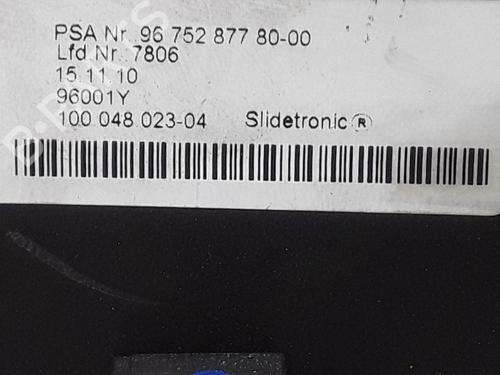 PSA Nr. 96 752 877 80-00
Lfd Nr. 7806
15.11.10
96001Y
100 048 023-04 Slidetronic ®